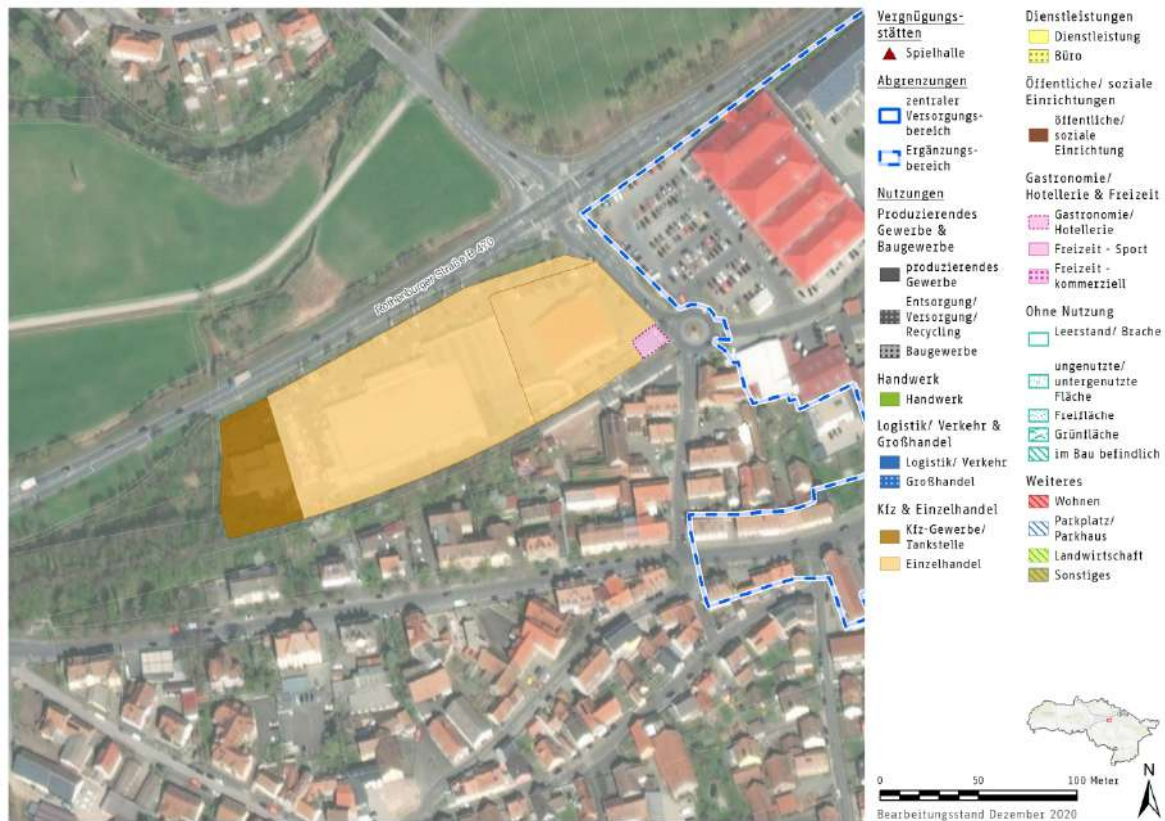 Rothenburger Straße B 470
Vergnügungs-
stätten
Spielhalle
Abgrenzungen
zentraler
Versorgungs-
bereich
Ergänzungs-
bereich
Nutzungen
Produzierendes
Gewerbe &
Baugewerbe
produzierendes
Gewerbe
Entsorgung/
Versorgung/
Recycling
Baugewerbe
Handwerk
Handwerk
Logistik/ Verkehr &
Großhandel
Logistik/ Verkehr
Großhandel
Kfz & Einzelhandel
Kfz-Gewerbe/
Tankstelle
Einzelhandel
Dienstleistungen
Dienstleistung
Büro
Öffentliche/ soziale
Einrichtungen
öffentliche/
soziale
Einrichtung
Gastronomie/
Hotellerie & Freizeit
Gastronomie/
Hotellerie
Freizeit - Sport
Freizeit -
kommerziell
Ohne Nutzung
Leerstand/ Brache
ungenutzte/
untergenutzte
Fläche
Freifläche
Grünfläche
im Bau befindlich
Weiteres
Wohnen
Parkplatz/
Parkhaus
Landwirtschaft
Sonstiges
0 50 100 Meter
N
Bearbeitungsstand Dezember 2020